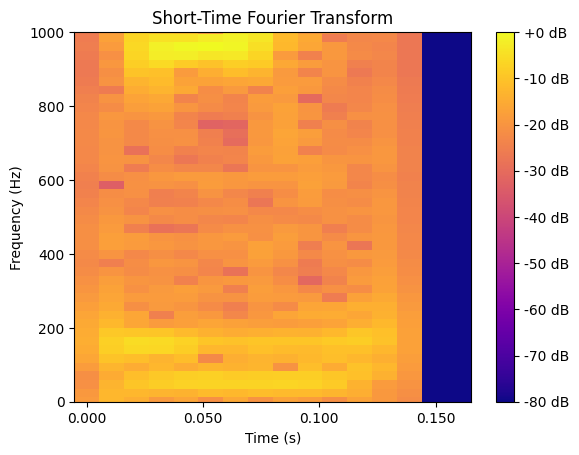 Short-Time Fourier Transform
Frequency (Hz)
1000
800
600
400
200
0
0.000
0.050
0.100
0.150
Time (s)
+0 dB
-10 dB
-20 dB
-30 dB
-40 dB
-50 dB
-60 dB
-70 dB
-80 dB